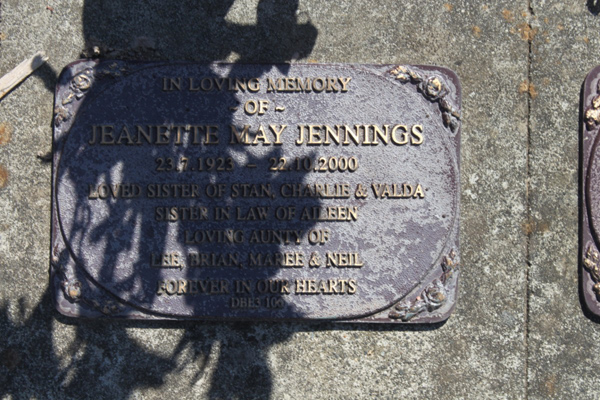 IN LOVING MEMORY
OF ~
JEANETTE MAY JENNINGS
23.7.1923 ~ 22.10.2000
LOVED SISTER OF STAN, CHARLIE & VALDA
SISTER IN LAW OF AILEEN
LOVING AUNTY OF
LEE, BRIAN, MAREE & NEIL
FOREVER IN OUR HEARTS